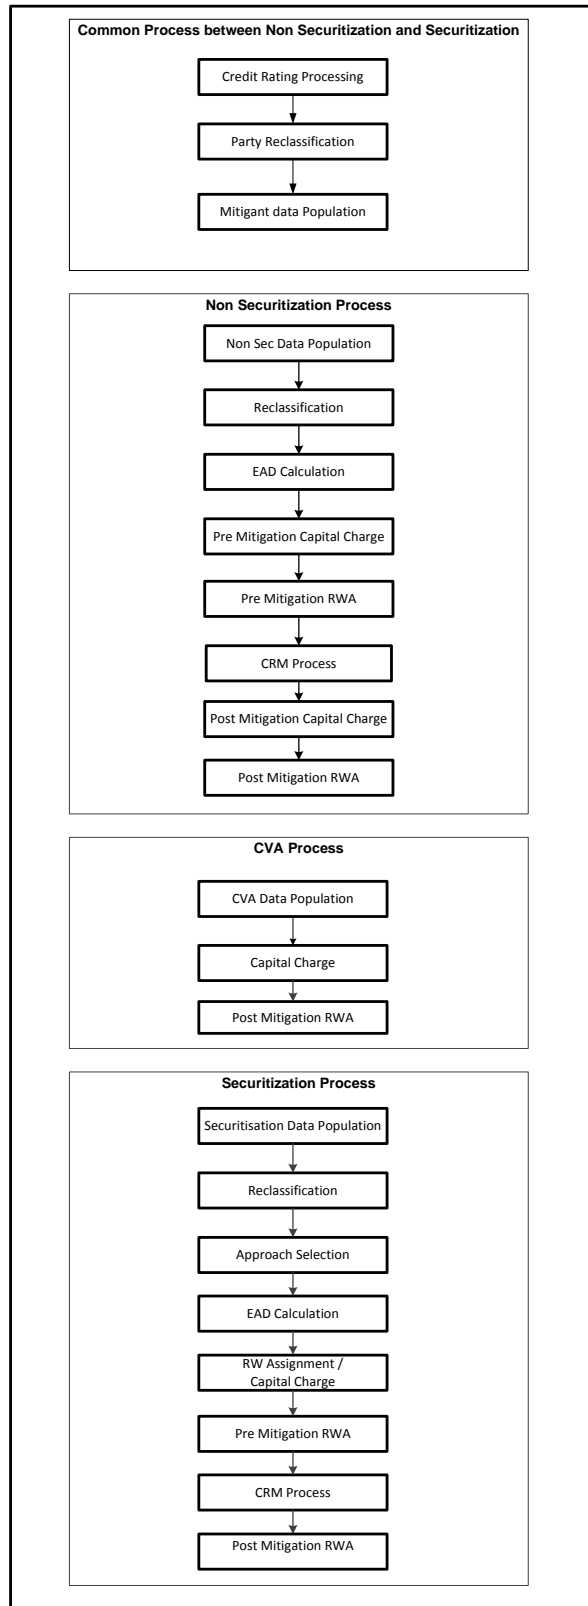 Common Process between Non Securitization and Securitization
Credit Rating Processing
Party Reclassification
Mitigant data Population
Non Securitization Process
Non Sec Data Population
Reclassification
EAD Calculation
Pre Mitigation Capital Charge
Pre Mitigation RWA
CRM Process
Post Mitigation Capital Charge
Post Mitigation RWA
CVA Process
CVA Data Population
Capital Charge
Post Mitigation RWA
Securitization Process
Securitisation Data Population
Reclassification
Approach Selection
EAD Calculation
RW Assignment /
Capital Charge
Pre Mitigation RWA
CRM Process
Post Mitigation RWA